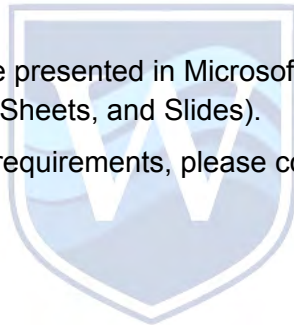 e presented in Microsof
Sheets, and Slides).
requirements, please co
W